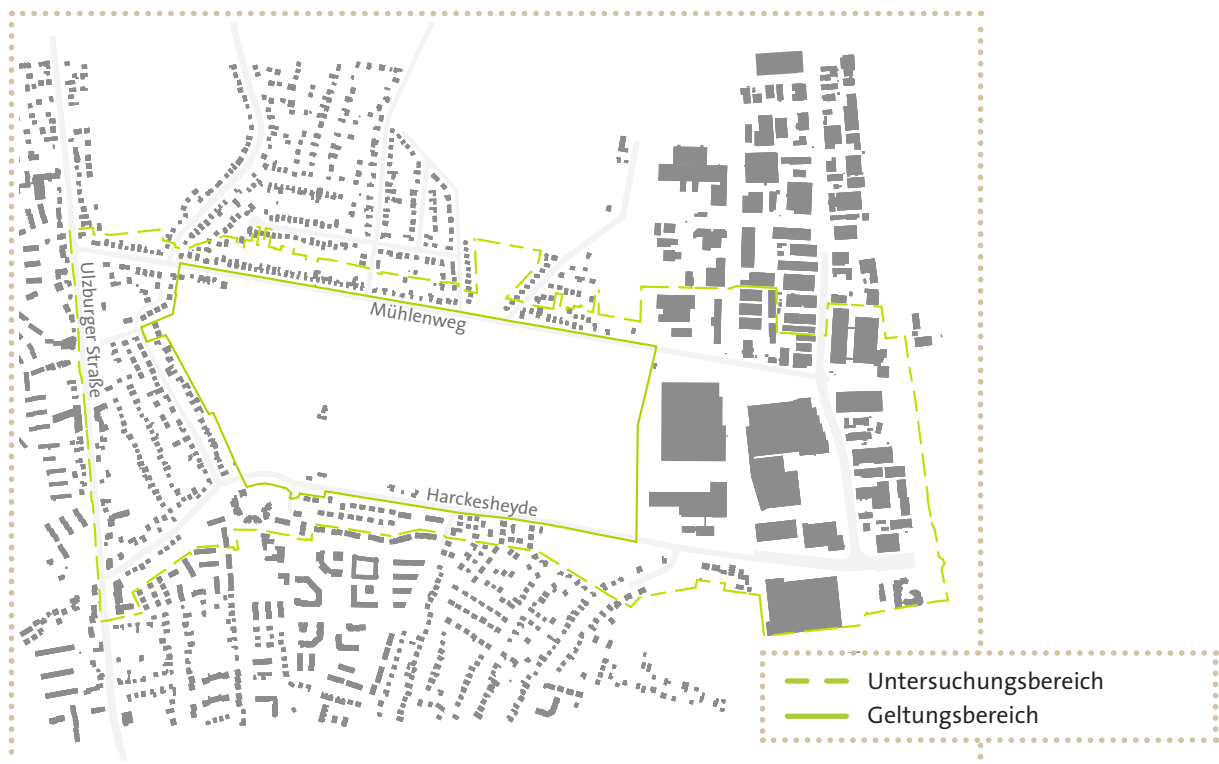 Ulzburger Straße
Mühlenweg
Harckesheyde
Untersuchungsbereich
Geltungsbereich